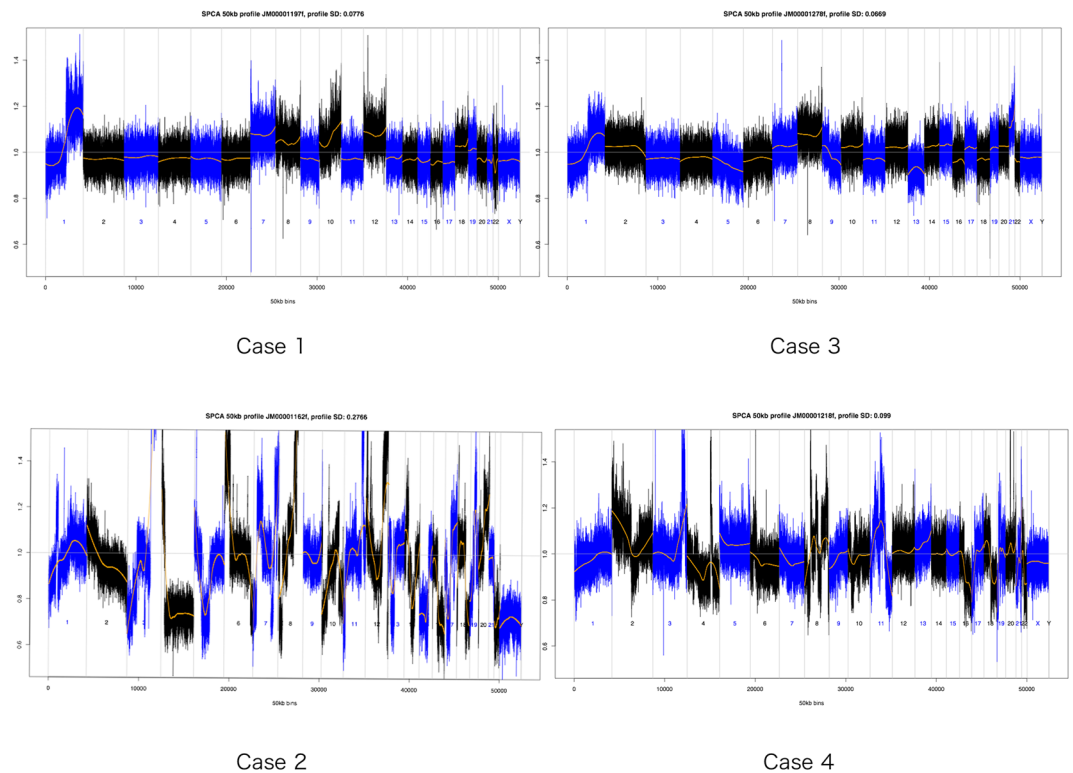 SPCA 50kb profile JM00001197f, profile SD: 0.0776
1.4
1.2
1.0
0.8
0.6
1 2 3 4 5 6 7 8 9 10 11 12 13 14 15 16 17 18 19 20 21 22 X Y
0 10000 20000 30000 40000 50000
50kb bins
Case 1
SPCA 50kb profile JM00001278f, profile SD: 0.0669
1.4
1.2
1.0
0.8
0.6
1 2 3 4 5 6 7 8 9 10 11 12 13 14 15 16 17 18 19 20 21 22 X Y
0 10000 20000 30000 40000 50000
50kb bins
Case 3
SPCA 50kb profile JM00001162f, profile SD: 0.2766
1.4
1.2
1.0
0.8
0.6
1 2 3 6 7 8 9 10 11 12 20
0 10000 20000 30000 40000 50000
50kb bins
Case 2
SPCA 50kb profile JM00001218f, profile SD: 0.099
1.4
1.2
1.0
0.8
0.6
1 2 3 4 5 6 7 8 9 10 11 12 13 14 15 16 17 18 19 20 21 22 X Y
0 10000 20000 30000 40000 50000
50kb bins
Case 4